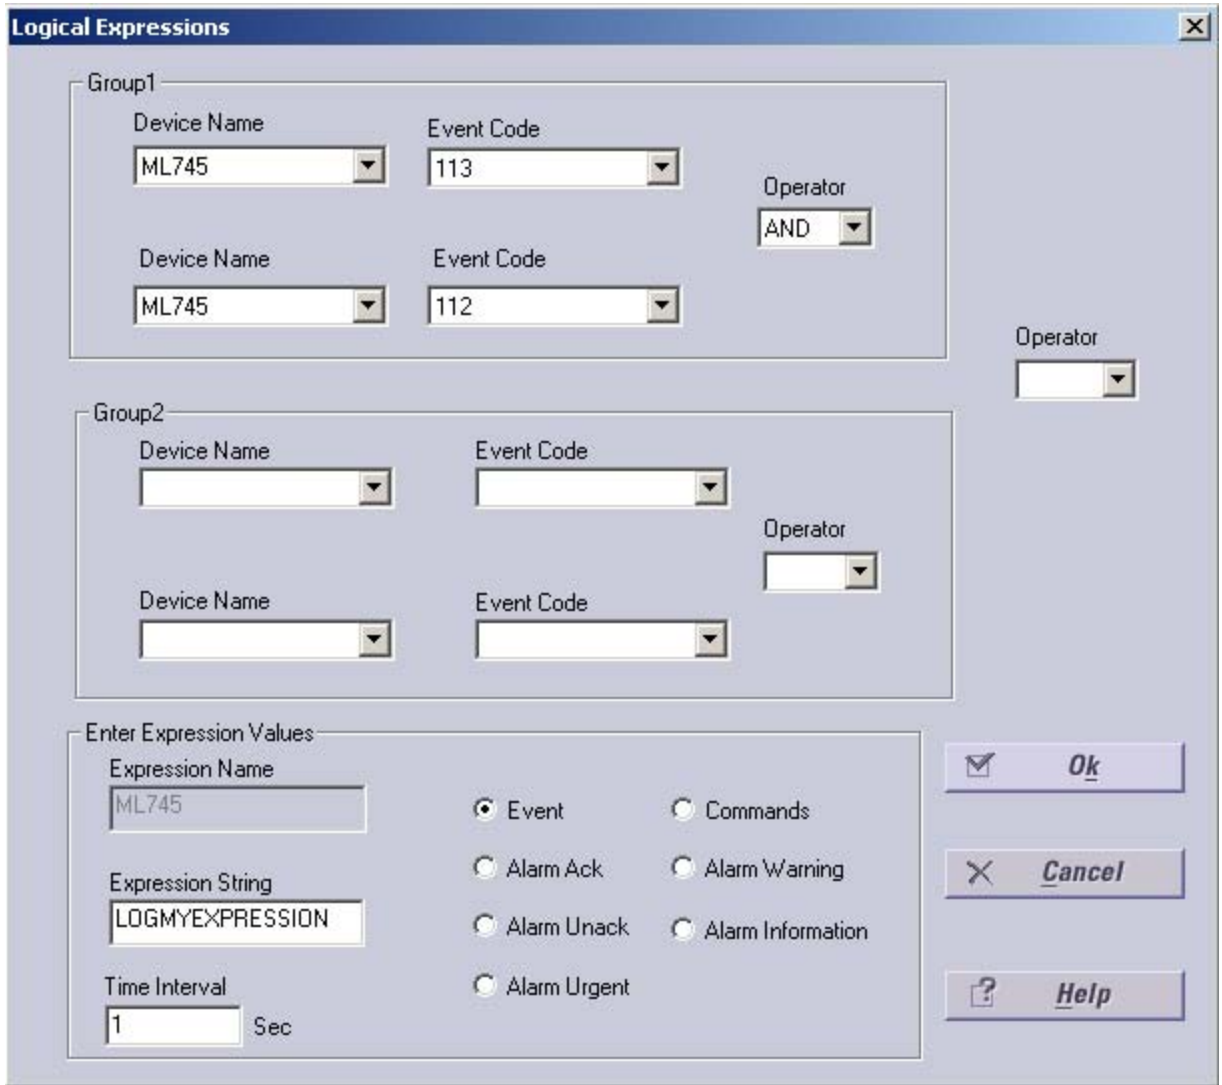 Logical Expressions
Group1
Device Name Event Code
ML745 113
Operator
AND
Device Name Event Code
ML745 112
Operator
Group2
Device Name Event Code
Operator
Device Name Event Code
Enter Expression Values
Expression Name
ML745
Event Commands
Alarm Ack Alarm Warning
Expression String
LOGMYEXPRESSION
Alarm Unack Alarm Information
Time Interval
Alarm Urgent
1 Sec
Ok
Cancel
Help